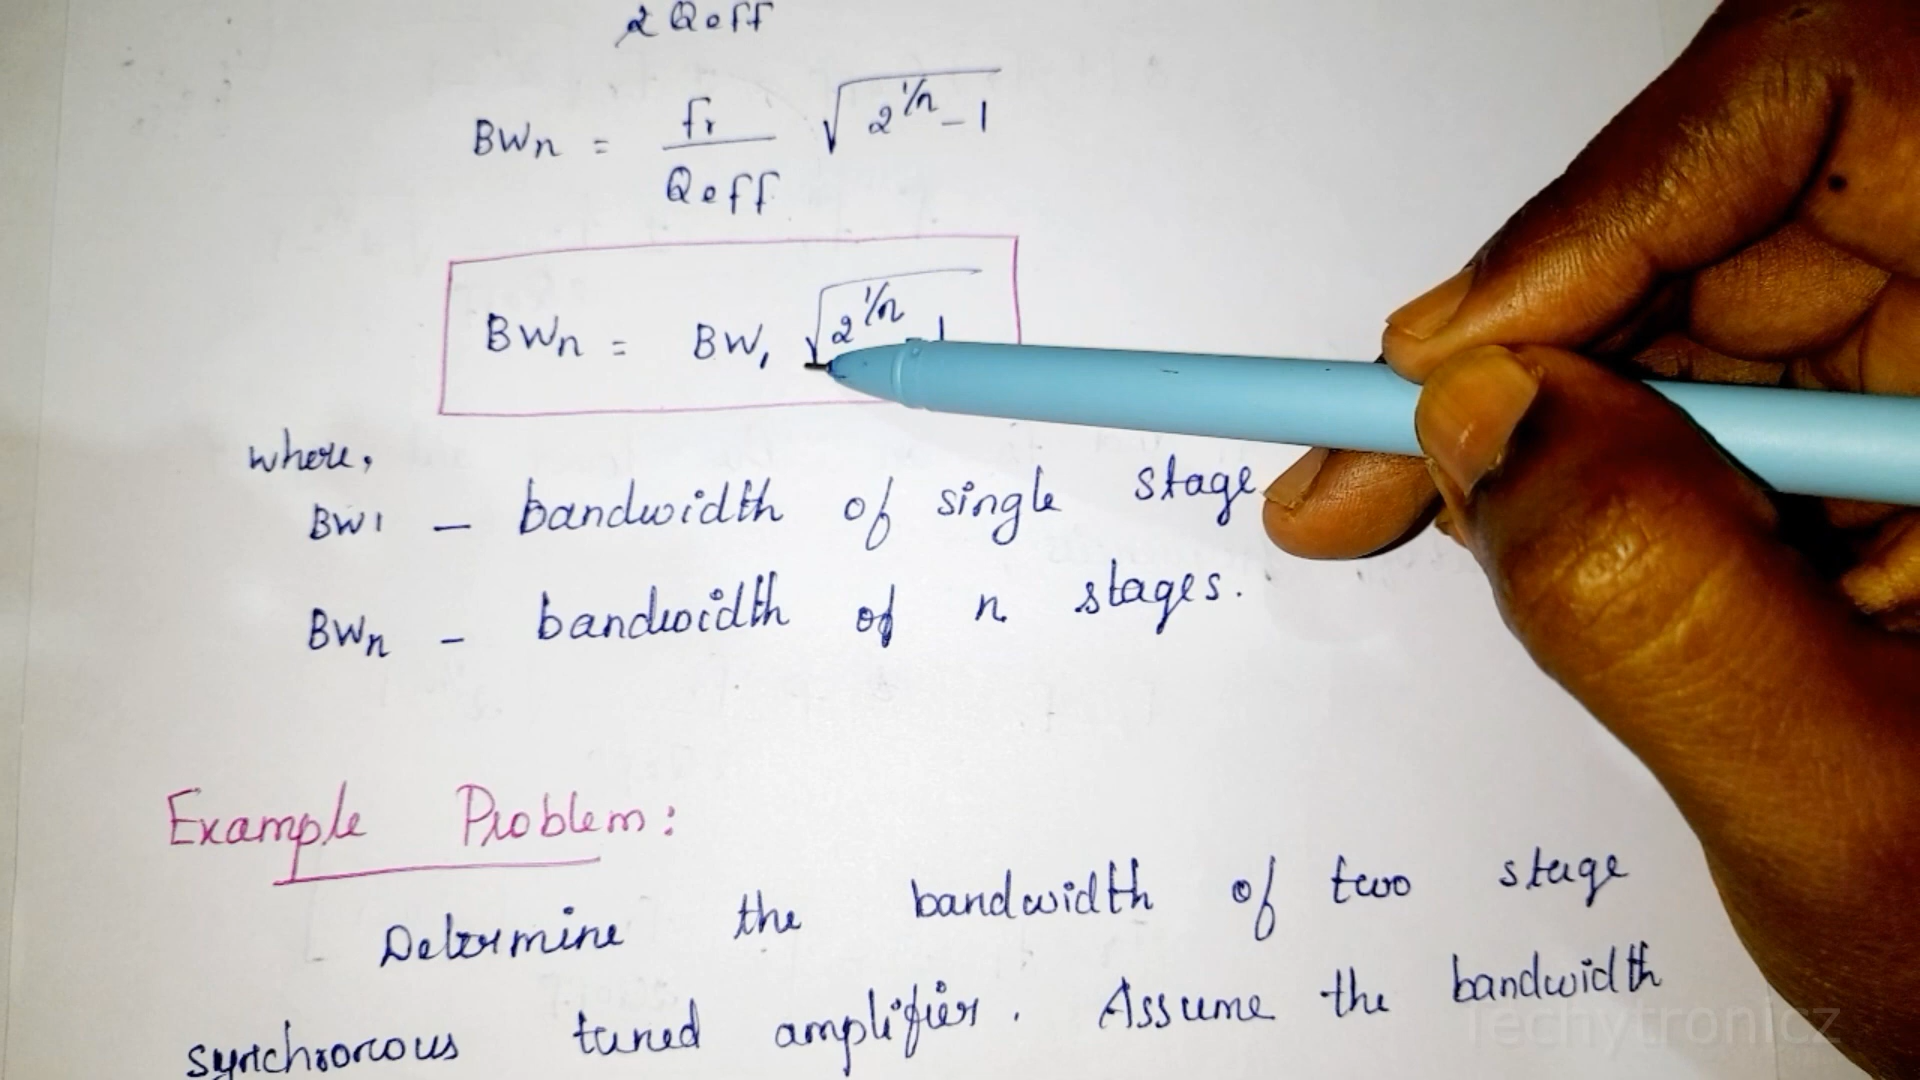 2 Qeff
BWn = fr / Qeff √(2^1/n - 1)
BWn = BW1 √(2^1/n - 1)
where,
BW1 - bandwidth of single stage
BWn - bandwidth of n stages.
Example Problem:
Determine the bandwidth of two stage
synchronous tuned amplifier. Assume the bandwidth
Techytronicz